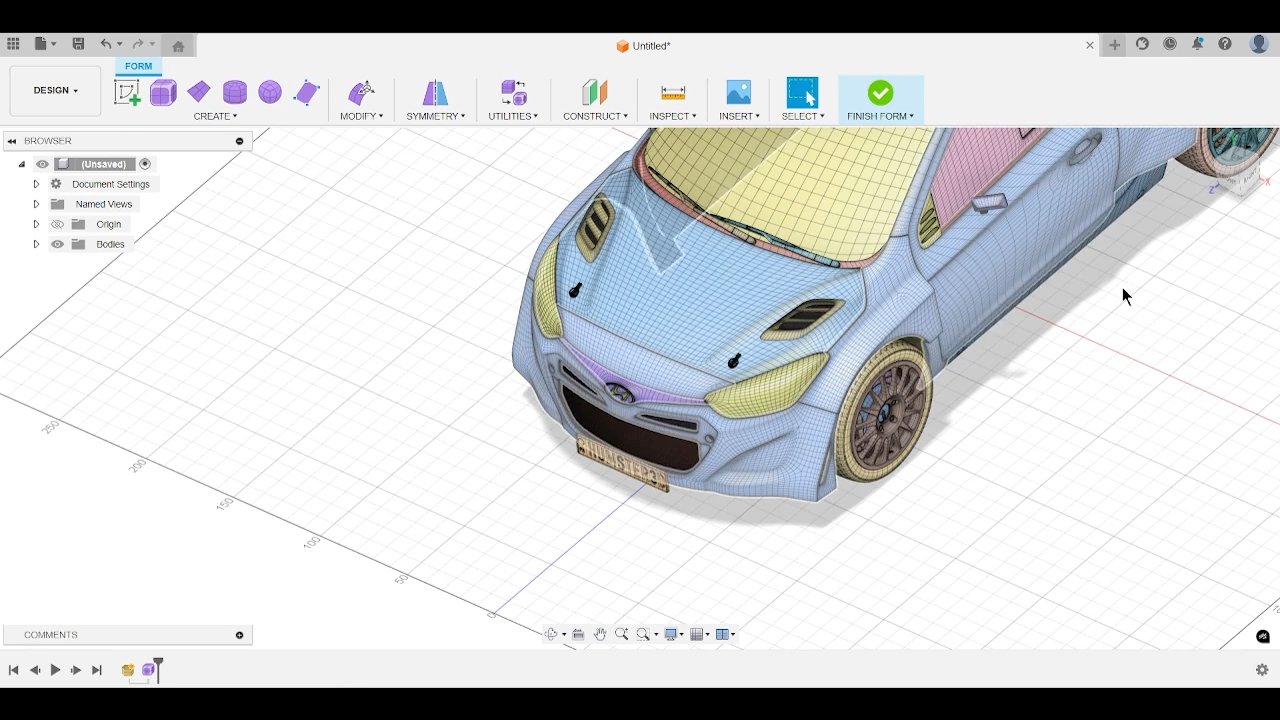 Untitled*
FORM
DESIGN
CREATE
MODIFY
SYMMETRY
UTILITIES
CONSTRUCT
INSPECT
INSERT
SELECT
FINISH FORM
BROWSER
(Unsaved)
Document Settings
Named Views
Origin
Bodies
X
Z
250
200
150
100
50
0
COMMENTS